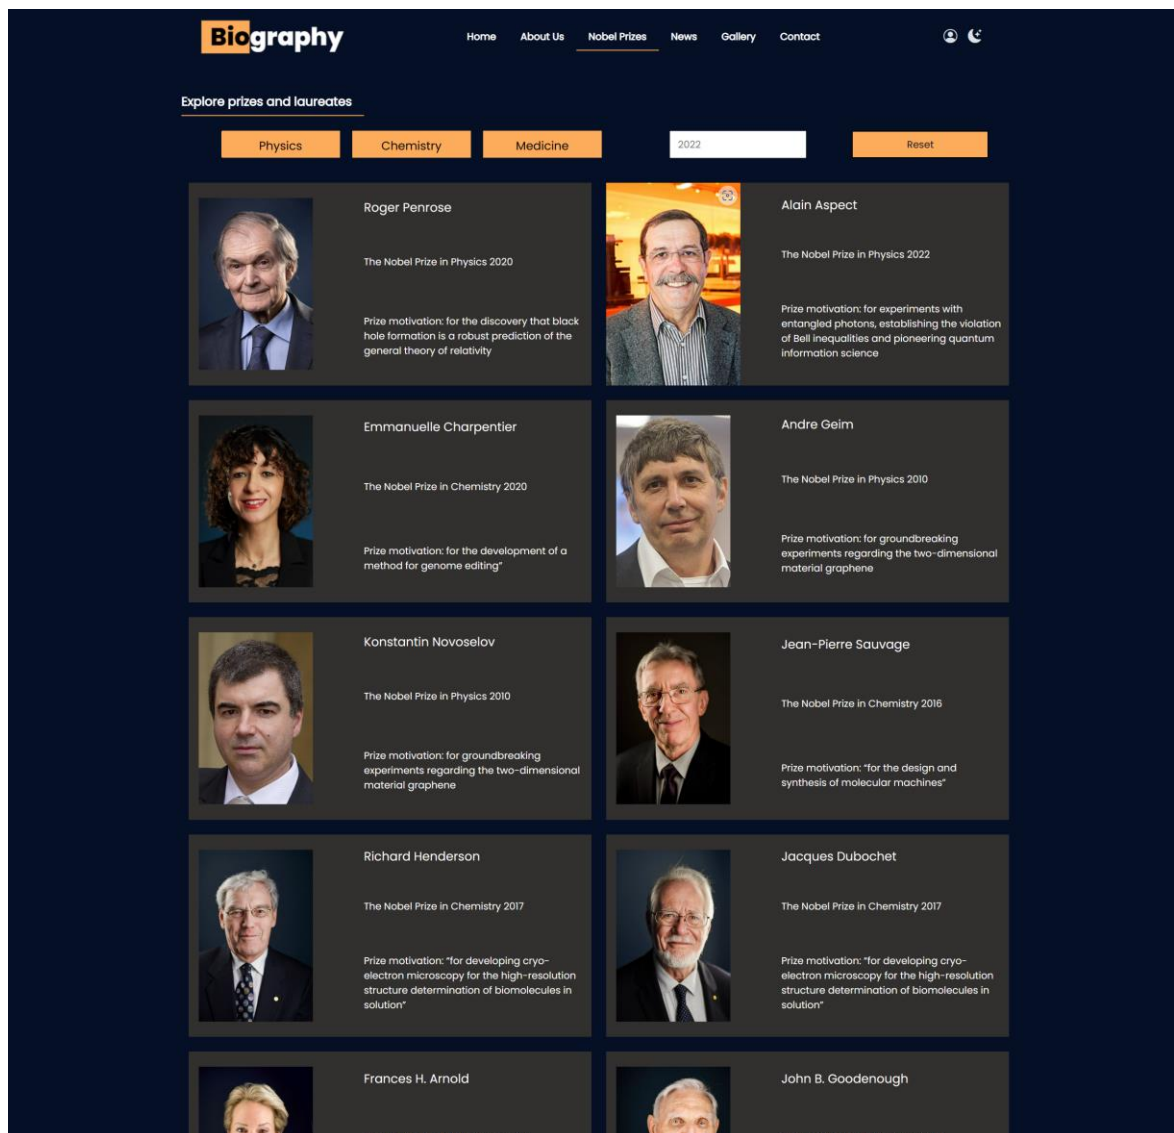 Biography
Home About Us Nobel Prizes News Gallery Contact
Explore prizes and laureates
Physics Chemistry Medicine 2022 Reset
Roger Penrose
The Nobel Prize in Physics 2020
Prize motivation: for the discovery that black
hole formation is a robust prediction of the
general theory of relativity
Alain Aspect
The Nobel Prize in Physics 2022
Prize motivation: for experiments with
entangled photons, establishing the violation
of Bell inequalities and pioneering quantum
information science
Emmanuelle Charpentier
The Nobel Prize in Chemistry 2020
Prize motivation: for the development of a
method for genome editing”
Andre Geim
The Nobel Prize in Physics 2010
Prize motivation: for groundbreaking
experiments regarding the two-dimensional
material graphene
Konstantin Novoselov
The Nobel Prize in Physics 2010
Prize motivation: for groundbreaking
experiments regarding the two-dimensional
material graphene
Jean-Pierre Sauvage
The Nobel Prize in Chemistry 2016
Prize motivation: “for the design and
synthesis of molecular machines”
Richard Henderson
The Nobel Prize in Chemistry 2017
Prize motivation: “for developing cryo-
electron microscopy for the high-resolution
structure determination of biomolecules in
solution”
Jacques Dubochet
The Nobel Prize in Chemistry 2017
Prize motivation: “for developing cryo-
electron microscopy for the high-resolution
structure determination of biomolecules in
solution”
Frances H. Arnold
John B. Goodenough